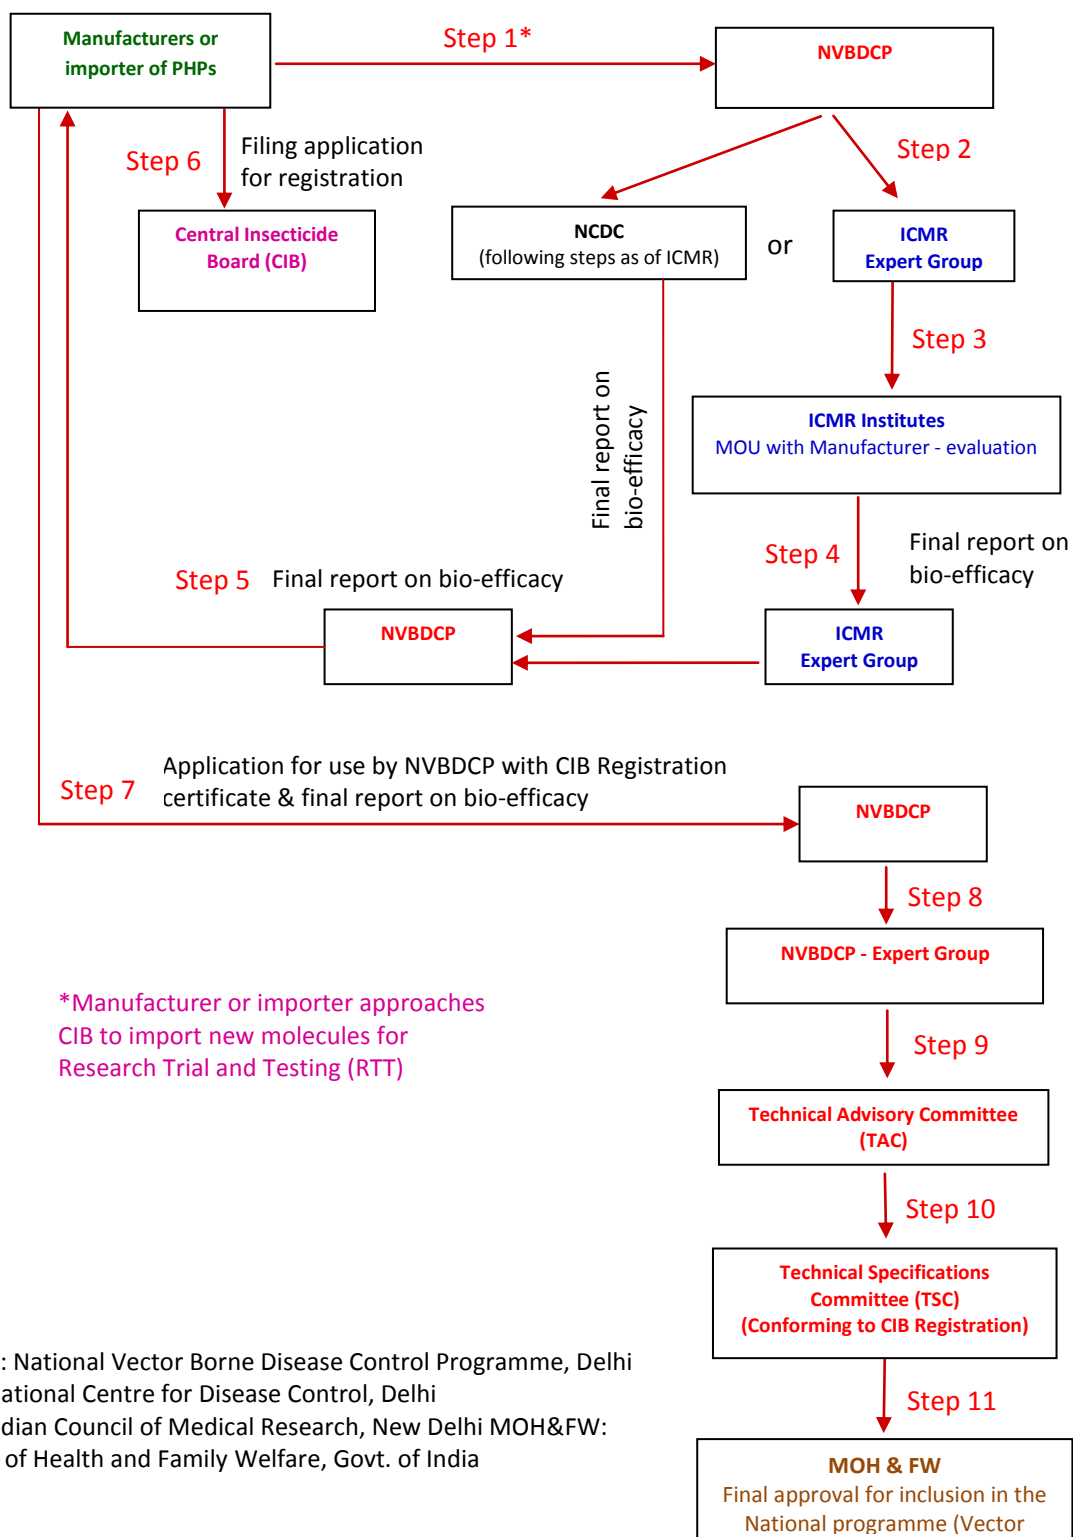 Manufacturers or
importer of PHPs
Step 1*
NVBDCP
Step 2
Step 6
Filing application
for registration
Central Insecticide
Board (CIB)
NCDC
(following steps as of ICMR)
or
ICMR
Expert Group
Step 3
ICMR Institutes
MOU with Manufacturer - evaluation
Final report on
bio-efficacy
Step 4
Final report on
bio-efficacy
Step 5
Final report on bio-efficacy
NVBDCP
ICMR
Expert Group
Step 7
Application for use by NVBDCP with CIB Registration
certificate & final report on bio-efficacy
NVBDCP
Step 8
NVBDCP - Expert Group
*Manufacturer or importer approaches
CIB to import new molecules for
Research Trial and Testing (RTT)
Step 9
Technical Advisory Committee
(TAC)
Step 10
Technical Specifications
Committee (TSC)
(Conforming to CIB Registration)
Step 11
: National Vector Borne Disease Control Programme, Delhi
ational Centre for Disease Control, Delhi
dian Council of Medical Research, New Delhi MOH&FW:
of Health and Family Welfare, Govt. of India
MOH & FW
Final approval for inclusion in the
National programme (Vector